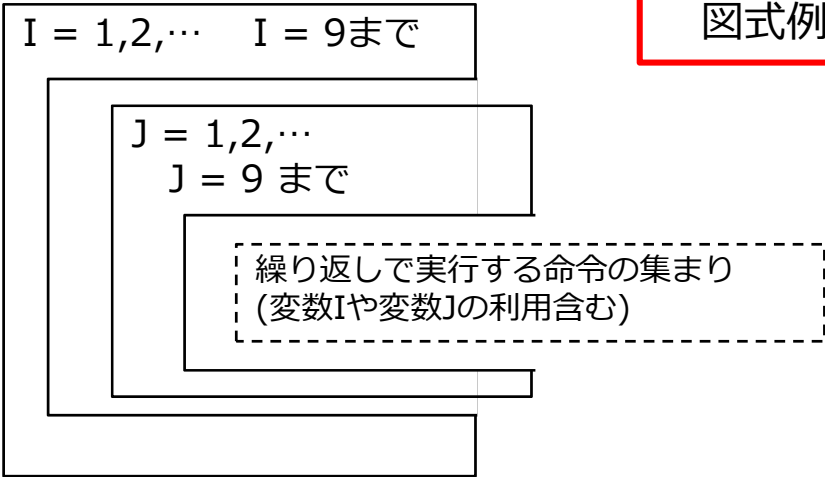 I = 1,2,…　I = 9まで
図式例
J = 1,2,…
J = 9 まで
繰り返しで実行する命令の集まり
(変数Iや変数Jの利用含む)